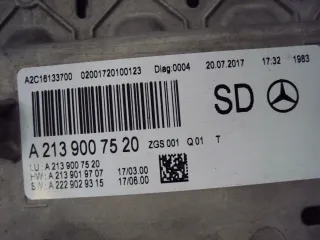 A2C16133700 02001720100123 Diag:0004 20.07.2017 17:32 1983
SD
A 213 900 75 20 ZGS 001 Q 01 T
LU : A 213 900 75 20
HW: A 213 901 97 07 17/03.00
SW: A 222 902 93 15 17/06.00